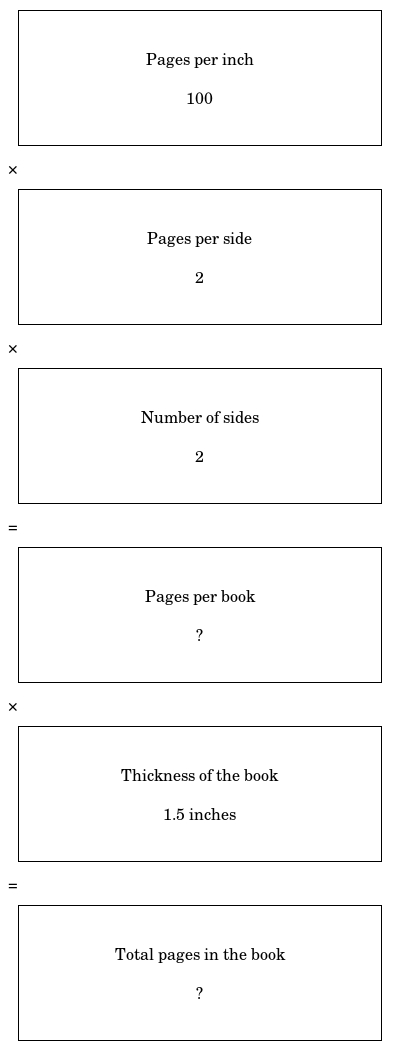 Pages per inch
100
×
Pages per side
2
×
Number of sides
2
=
Pages per book
?
×
Thickness of the book
1.5 inches
=
Total pages in the book
?